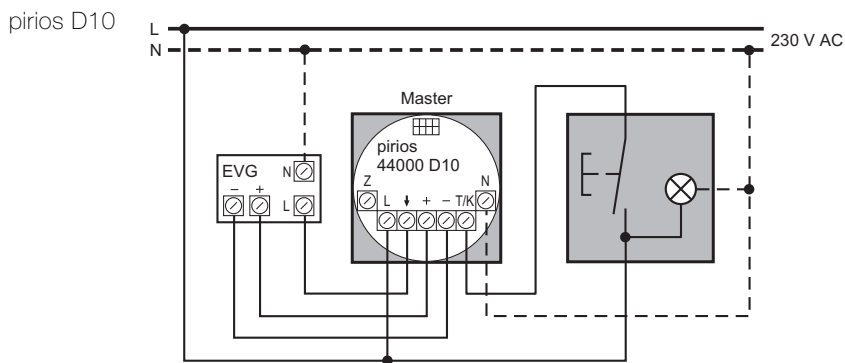 pirios D10
L
N
230 V AC
Master
pirios
44000 D10
EVG
N
− +
L
Z
L ↓ + − T/K
N